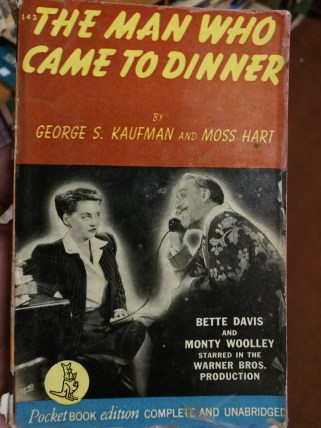 143
THE MAN WHO
CAME TO DINNER
BY
GEORGE S. KAUFMAN AND MOSS HART
BETTE DAVIS
AND
MONTY WOOLLEY
STARRED IN THE
WARNER BROS.
PRODUCTION.
Pocket BOOK edition COMPLETE AND UNABRIDGED